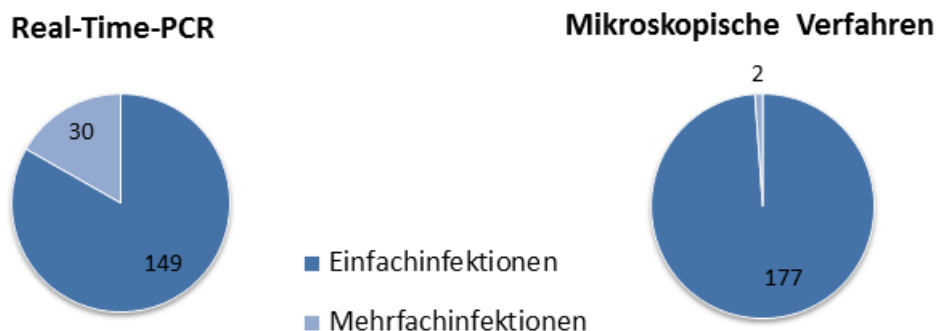 Real-Time-PCR
30
149
Einfachinfektionen
Mehrfachinfektionen
Mikroskopische Verfahren
2
177